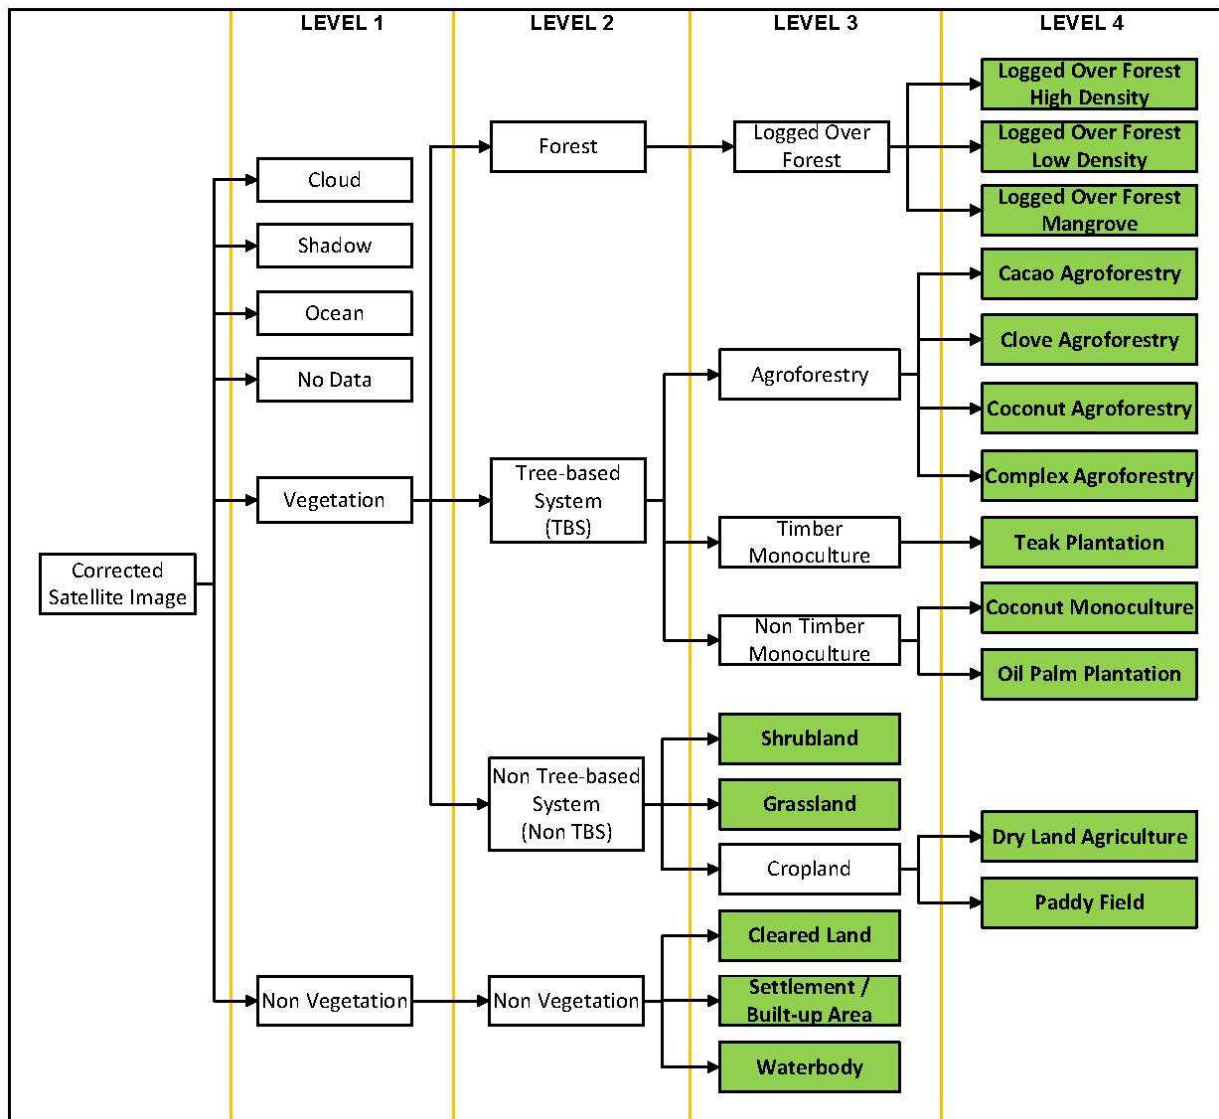 LEVEL 1
LEVEL 2
LEVEL 3
LEVEL 4
Corrected
Satellite Image
Cloud
Shadow
Ocean
No Data
Vegetation
Non Vegetation
Forest
Tree-based
System
(TBS)
Non Tree-based
System
(Non TBS)
Non Vegetation
Logged Over
Forest
Agroforestry
Timber
Monoculture
Non Timber
Monoculture
Shrubland
Grassland
Cropland
Cleared Land
Settlement /
Built-up Area
Waterbody
Logged Over Forest
High Density
Logged Over Forest
Low Density
Logged Over Forest
Mangrove
Cacao Agroforestry
Clove Agroforestry
Coconut Agroforestry
Complex Agroforestry
Teak Plantation
Coconut Monoculture
Oil Palm Plantation
Dry Land Agriculture
Paddy Field